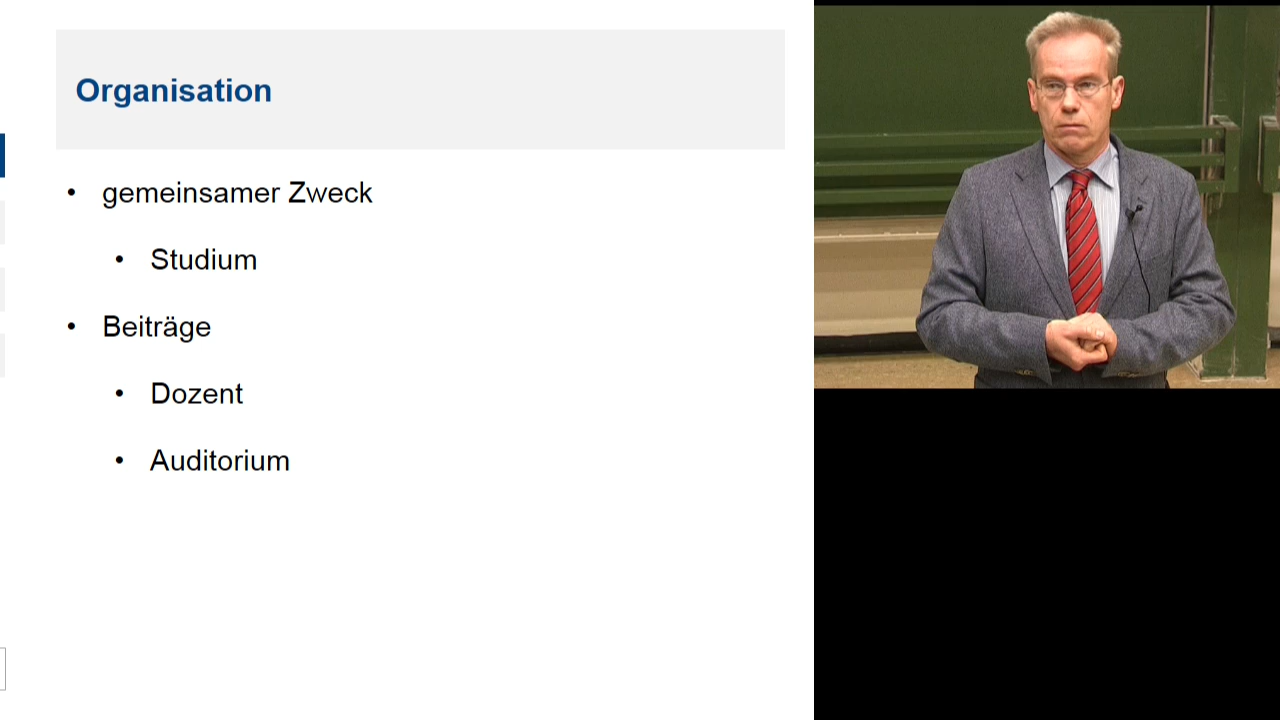 Organisation
• gemeinsamer Zweck
• Studium
• Beiträge
• Dozent
• Auditorium